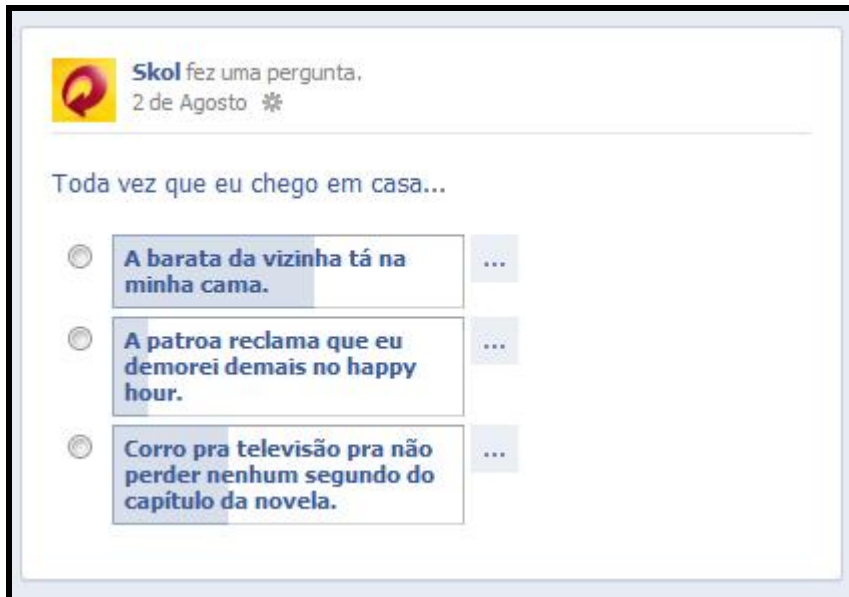 Skol fez uma pergunta.
2 de Agosto
Toda vez que eu chego em casa...
A barata da vizinha tá na
minha cama.
...
A patroa reclama que eu
demorei demais no happy
hour.
...
Corro pra televisão pra não
perder nenhum segundo do
capítulo da novela.
...